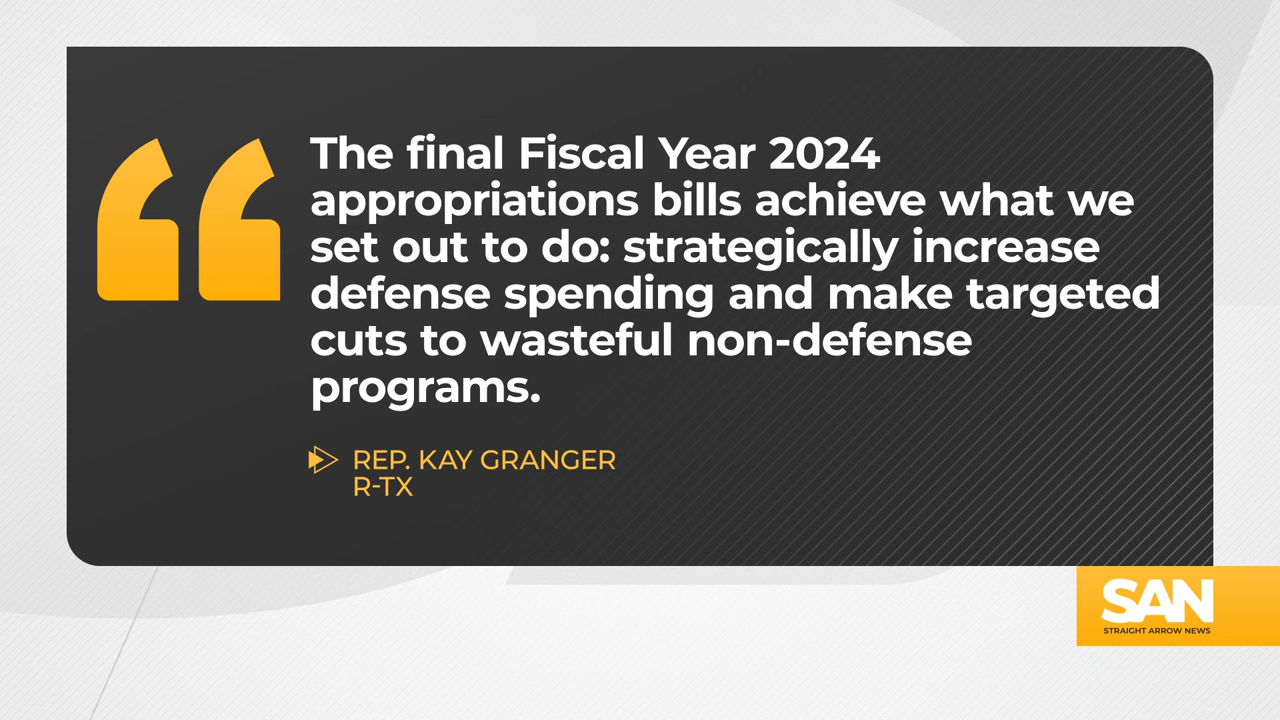 The final Fiscal Year 2024
appropriations bills achieve what we
set out to do: strategically increase
defense spending and make targeted
cuts to wasteful non-defense
programs.
REP. KAY GRANGER
R-TX
SAN
STRAIGHT ARROW NEWS